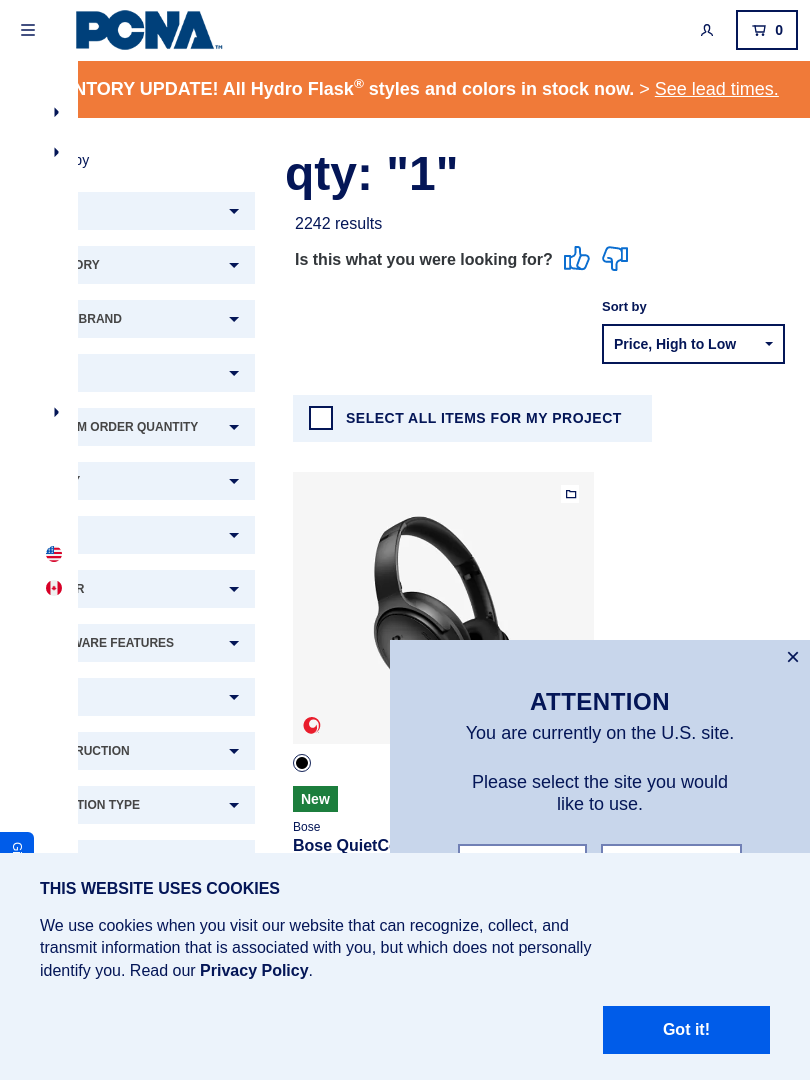 PCNA™
0
NTORY UPDATE! All Hydro Flask® styles and colors in stock now. > See lead times.
by
qty: "1"
2242 results
ORY
Is this what you were looking for?
BRAND
Sort by
Price, High to Low
M ORDER QUANTITY
SELECT ALL ITEMS FOR MY PROJECT
R
WARE FEATURES
ATTENTION
You are currently on the U.S. site.
RUCTION
Please select the site you would
like to use.
New
TION TYPE
Bose
Bose QuietC
THIS WEBSITE USES COOKIES
We use cookies when you visit our website that can recognize, collect, and
transmit information that is associated with you, but which does not personally
identify you. Read our Privacy Policy.
Got it!